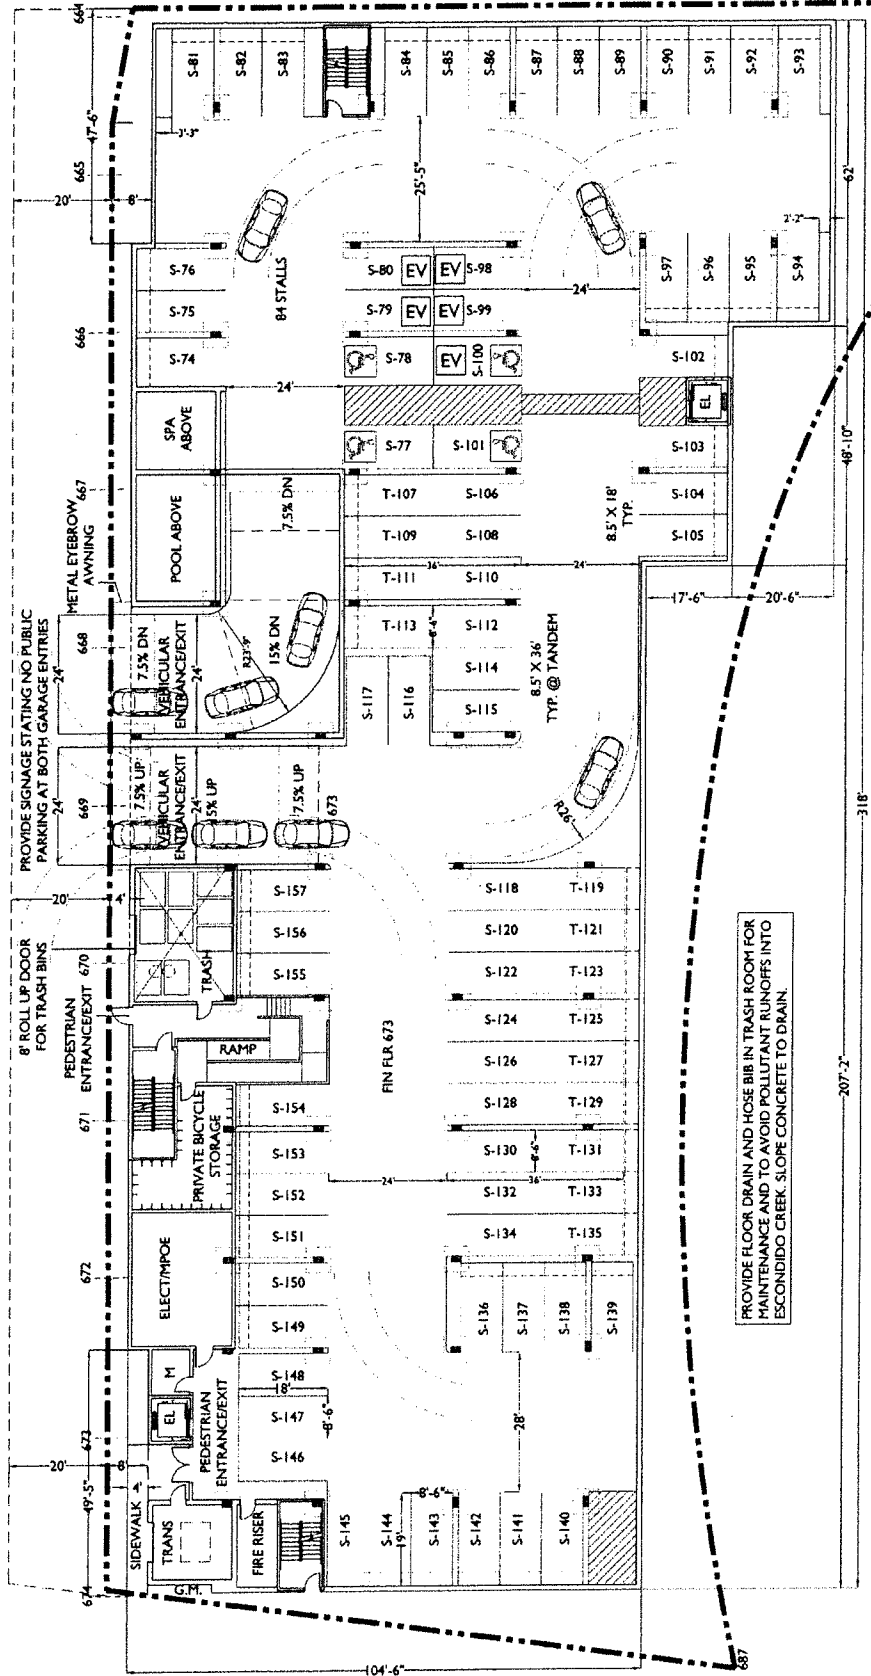 664
47'-6"
665
20'
8'
666
667
METAL EYEBROW
AWNING
668
24'
PROVIDE SIGNAGE STATING NO PUBLIC
PARKING AT BOTH GARAGE ENTRIES
669
24'
20'
4'
8' ROLL UP DOOR
FOR TRASH BINS
670
PEDESTRIAN
ENTRANCE/EXIT
671
672
673
20'
8'
49'-5"
674
SIDEWALK
4'
S-81
S-82
S-83
S-84
S-85
S-86
S-87
S-88
S-89
S-90
S-91
S-92
S-93
3'-3"
25'-5"
2'-2"
62'
S-76
S-75
S-74
84 STALLS
S-80
EV
EV
S-98
S-79
EV
EV
S-99
S-78
EV
S-100
24'
S-97
S-96
S-95
S-94
S-102
24'
EL
SPA
ABOVE
S-77
S-101
S-103
48'-10"
POOL ABOVE
7.5% DN
T-107
S-106
S-104
T-109
S-108
8.5' X 18'
TYP.
S-105
T-111
S-110
36'
24'
17'-6"
20'-6"
T-113
S-112
8'-6"
S-114
S-115
S-117
S-116
8.5' X 36'
TYP. @ TANDEM
7.5% DN
VEHICULAR
ENTRANCE/EXIT
24'
R23'-9"
15% DN
7.5% UP
VEHICULAR
ENTRANCE/EXIT
24'
5% UP
7.5% UP
673
R26'
318'
TRASH
S-157
S-156
S-155
S-118
T-119
S-120
T-121
S-122
T-123
S-124
T-125
S-126
T-127
S-128
T-129
S-130
T-131
S-132
T-133
S-134
T-135
8'-6"
36'
24'
FIN FLR 673
RAMP
PRIVATE BICYCLE
STORAGE
S-154
S-153
S-152
S-151
S-150
S-149
S-148
18'
S-147
8'-6"
S-146
ELECT/MPOE
M
EL
PEDESTRIAN
ENTRANCE/EXIT
S-136
S-137
S-138
S-139
28'
TRANS
G.M.
FIRE RISER
S-145
S-144
19'
8'-6"
S-143
S-142
S-141
S-140
104'-6"
207'-2"
687
PROVIDE FLOOR DRAIN AND HOSE BIB IN TRASH ROOM FOR
MAINTENANCE AND TO AVOID POLLUTANT RUNOFFS INTO
ESCONDIDO CREEK. SLOPE CONCRETE TO DRAIN.